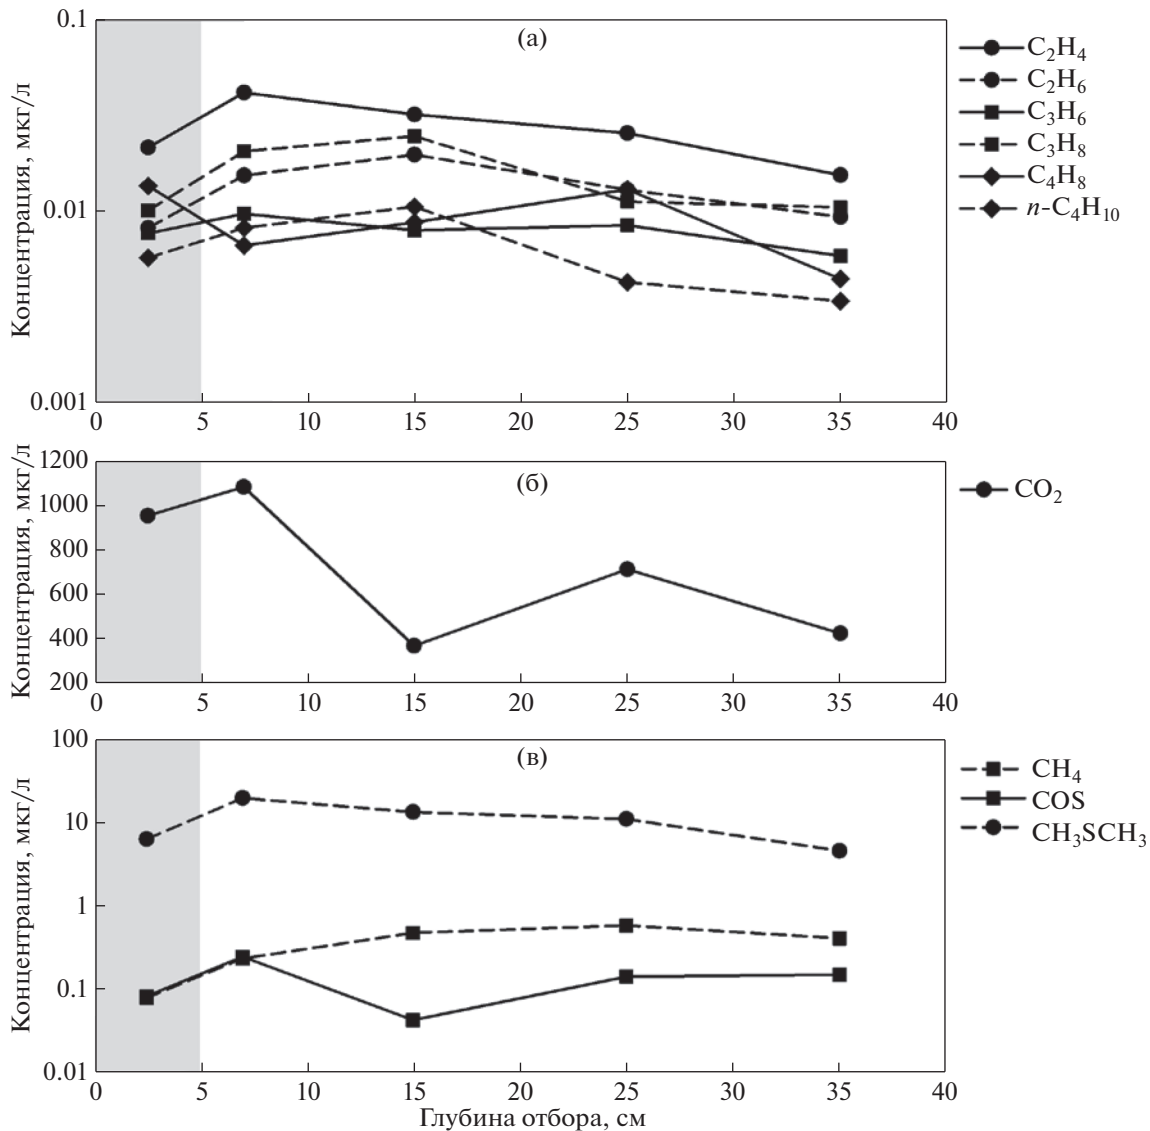 (а)
Концентрация, мкг/л
0.1
0.01
0.001
0 5 10 15 20 25 30 35 40
C₂H₄
C₂H₆
C₃H₆
C₃H₈
C₄H₈
n-C₄H₁₀
(б)
Концентрация, мкг/л
1200
1000
800
600
400
200
0 5 10 15 20 25 30 35 40
CO₂
(в)
Концентрация, мкг/л
100
10
1
0.1
0.01
0 5 10 15 20 25 30 35 40
Глубина отбора, см
CH₄
COS
CH₃SCH₃